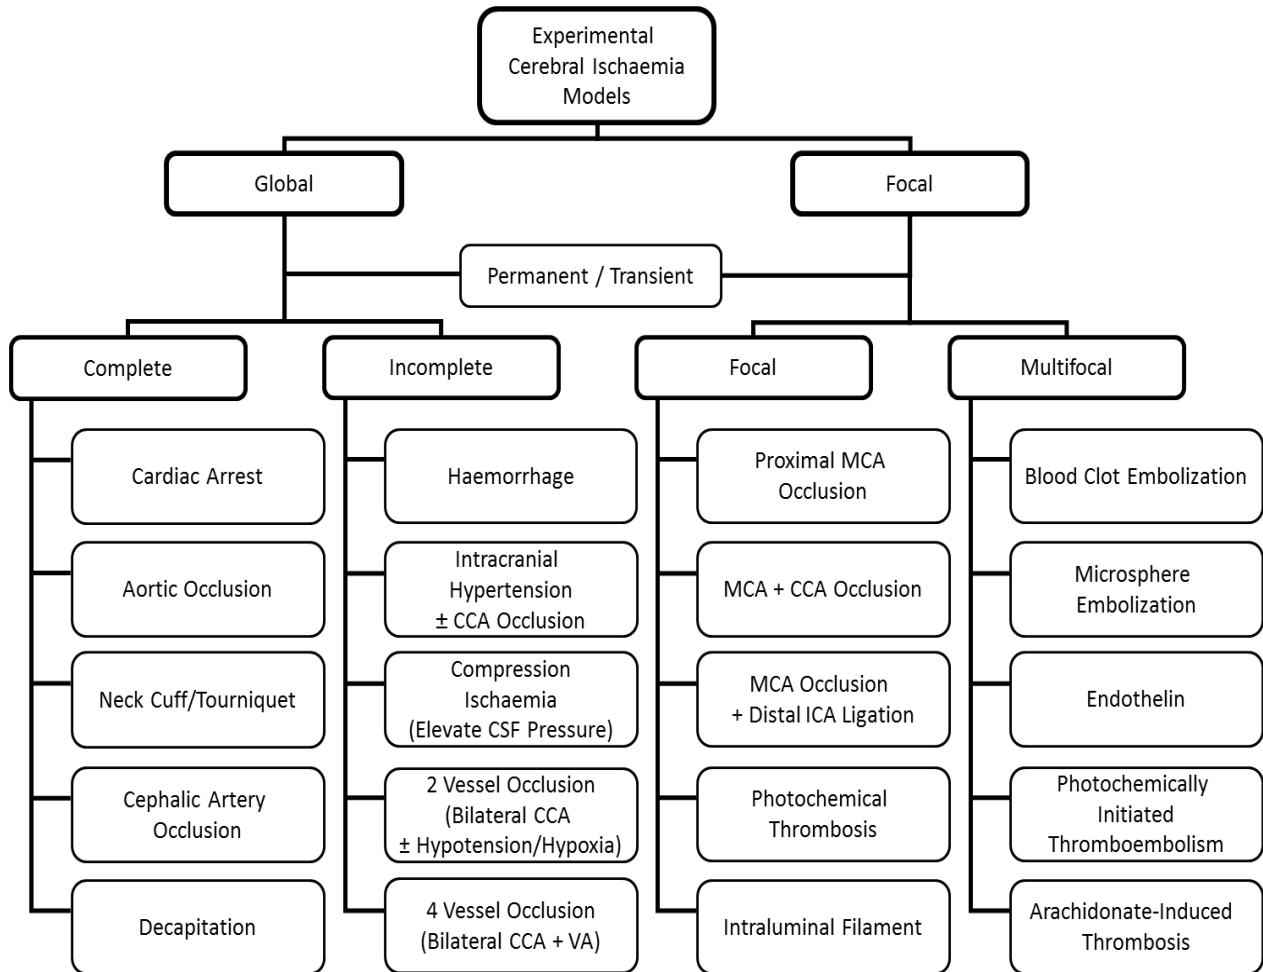 Experimental
Cerebral Ischaemia
Models
Global
Focal
Permanent / Transient
Complete
Incomplete
Focal
Multifocal
Cardiac Arrest
Aortic Occlusion
Neck Cuff/Tourniquet
Cephalic Artery
Occlusion
Decapitation
Haemorrhage
Intracranial
Hypertension
± CCA Occlusion
Compression
Ischaemia
(Elevate CSF Pressure)
2 Vessel Occlusion
(Bilateral CCA
± Hypotension/Hypoxia)
4 Vessel Occlusion
(Bilateral CCA + VA)
Proximal MCA
Occlusion
MCA + CCA Occlusion
MCA Occlusion
+ Distal ICA Ligation
Photochemical
Thrombosis
Intraluminal Filament
Blood Clot Embolization
Microsphere
Embolization
Endothelin
Photochemically
Initiated
Thromboembolism
Arachidonate-Induced
Thrombosis